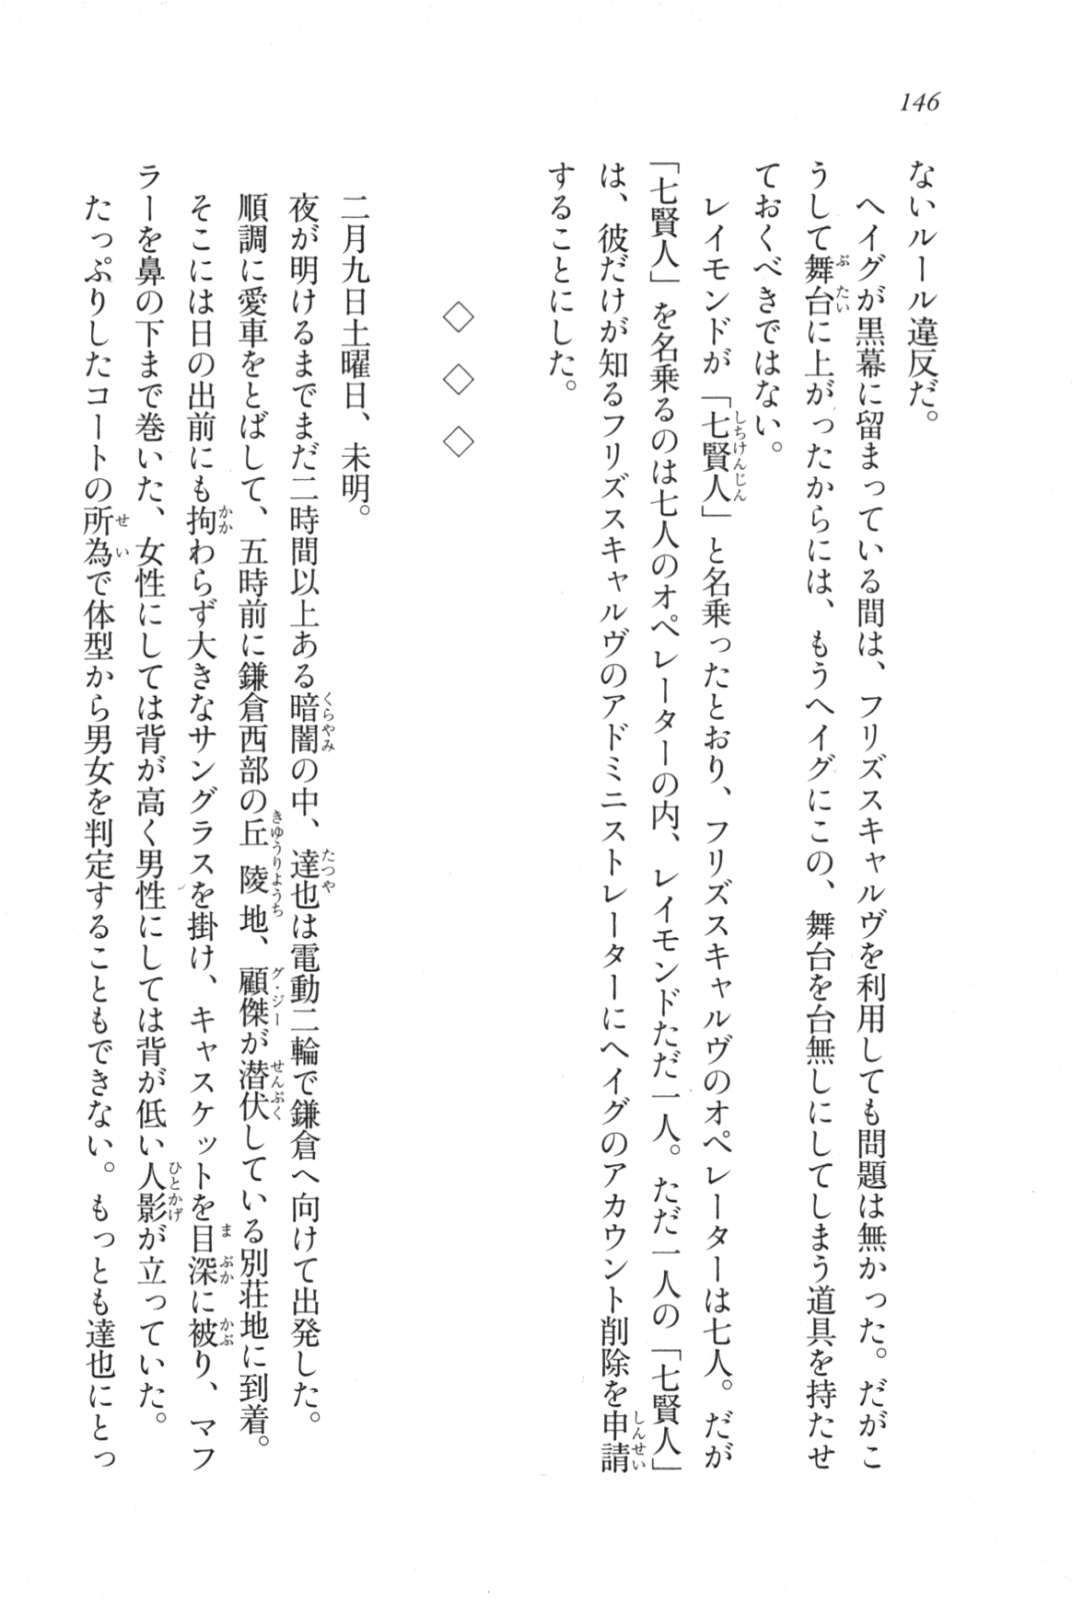 146
ないルール違反だ。
ヘイグが黒幕に留まっている間は、フリズスキャルヴを利用しても問題は無かった。だがこ
うして舞台に上がったからには、もうヘイグにこの、舞台を台無しにしてしまう道具を持たせ
ておくべきではない。
レイモンドが「七賢人」と名乗ったとおり、フリズスキャルヴのオペレーターは七人。だが
「七賢人」を名乗るのは七人のオペレーターの内、レイモンドただ一人。ただ一人の「七賢人」
は、彼だけが知るフリズスキャルヴのアドミニストレーターにヘイグのアカウント削除を申請
することにした。
◇ ◇ ◇
二月九日土曜日、未明。
夜が明けるまでまだ二時間以上ある暗闇の中、達也は電動二輪で鎌倉へ向けて出発した。
順調に愛車をとばして、五時前に鎌倉西部の丘陵地、顧傑が潜伏している別荘地に到着。
そこには日の出前にも拘わらず大きなサングラスを掛け、キャスケットを目深に被り、マフ
ラーを鼻の下まで巻いた、女性にしては背が高く男性にしては背が低い人影が立っていた。
たっぷりしたコートの所為で体型から男女を判定することもできない。もっとも達也にとっ